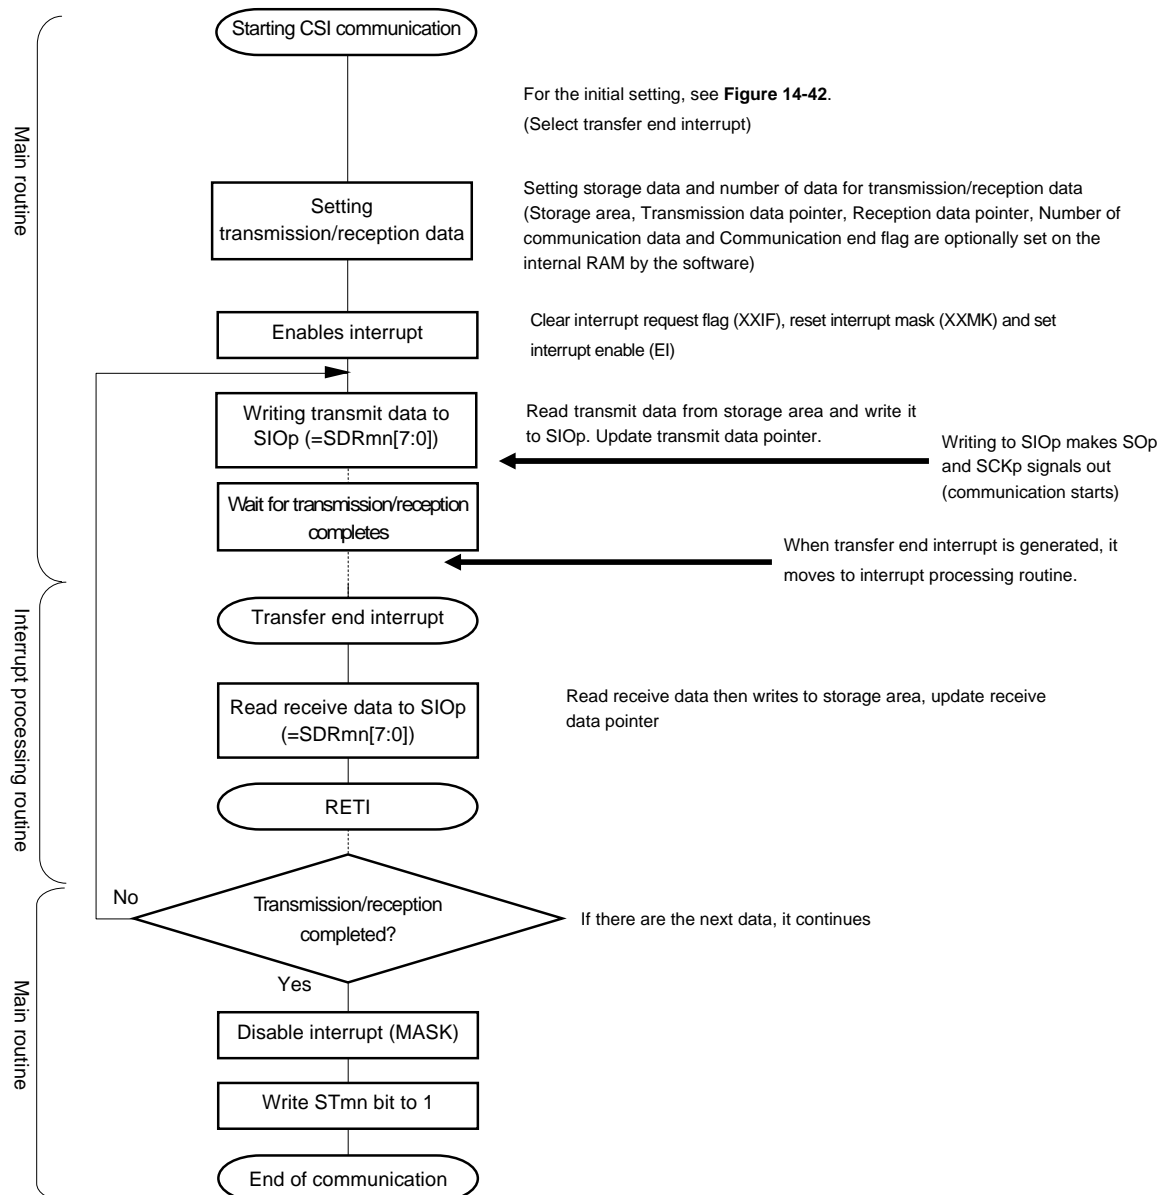 Starting CSI communication
For the initial setting, see Figure 14-42.
(Select transfer end interrupt)
Main routine
Setting
transmission/reception data
Setting storage data and number of data for transmission/reception data
(Storage area, Transmission data pointer, Reception data pointer, Number of
communication data and Communication end flag are optionally set on the
internal RAM by the software)
Enables interrupt
Clear interrupt request flag (XXIF), reset interrupt mask (XXMK) and set
interrupt enable (EI)
Writing transmit data to
SIOp (=SDRmn[7:0])
Read transmit data from storage area and write it
to SIOp. Update transmit data pointer.
Writing to SIOp makes SOp
and SCKp signals out
(communication starts)
Wait for transmission/reception
completes
When transfer end interrupt is generated, it
moves to interrupt processing routine.
Interrupt processing routine
Transfer end interrupt
Read receive data to SIOp
(=SDRmn[7:0])
Read receive data then writes to storage area, update receive
data pointer
RETI
No
Transmission/reception
completed?
If there are the next data, it continues
Yes
Main routine
Disable interrupt (MASK)
Write STmn bit to 1
End of communication